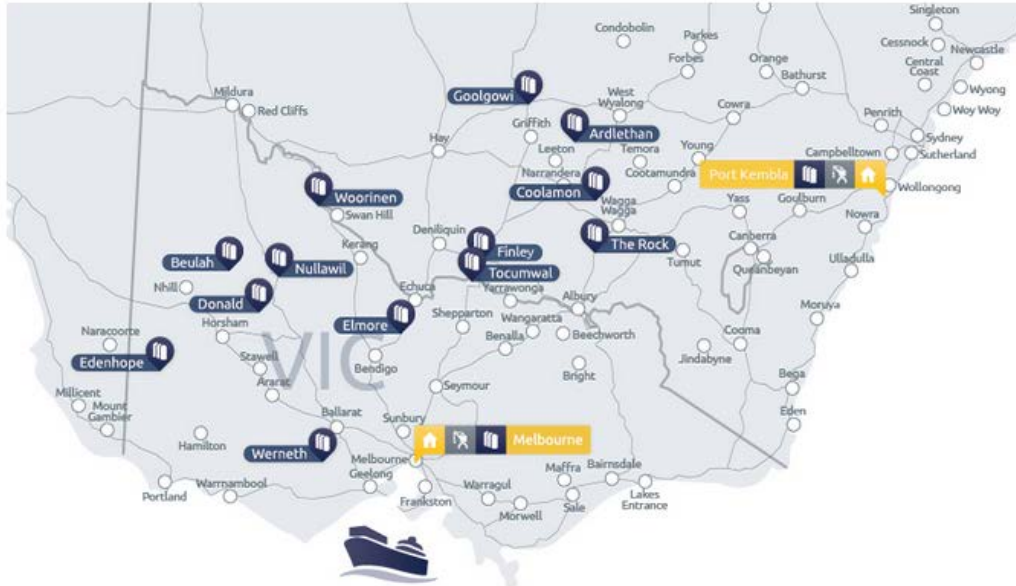 Singleton
Condobolin
Parkes
Cessnock
Newcastle
Forbes
Orange
Central
Coast
Bathurst
Wyong
Mildura
Goolgowi
West
Wyalong
Cowra
Woy Woy
Red Cliffs
Penrith
Griffith
Ardlethan
Hay
Sydney
Leeton
Temora
Young
Campbelltown
Sutherland
Narrandera
Cootamundra
Port Kembla
Coolamon
Wollongong
Woorinen
Wagga
Wagga
Yass
Goulburn
Swan Hill
Nowra
Deniliquin
Kerang
Finley
The Rock
Canberra
Beulah
Nullawil
Tumut
Queanbeyan
Ulladulla
Tocumwal
Nhill
Echuca
Yarrawonga
Donald
Albury
Moruya
Elmore
Shepparton
Wangaratta
Naracoorte
Horsham
Benalla
Beechworth
Cooma
VIC
Edenhope
Stawell
Jindabyne
Bendigo
Bright
Ararat
Seymour
Bega
Millicent
Mount
Gambier
Ballarat
Sunbury
Eden
Hamilton
Melbourne
Werneth
Melbourne
Maffra
Bairnsdale
Geelong
Portland
Warrnambool
Frankston
Warragul
Morwell
Sale
Lakes
Entrance